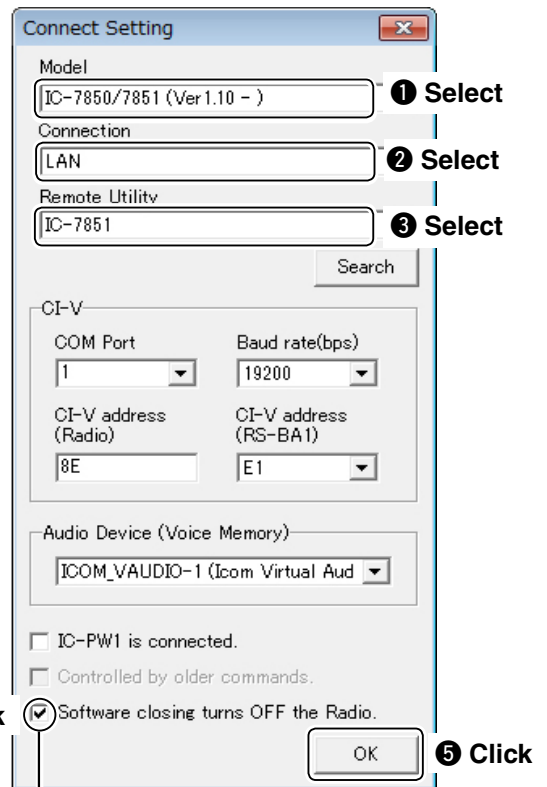 Connect Setting
Model
IC-7850/7851 (Ver1.10 - )
❶ Select
Connection
LAN
❷ Select
Remote Utility
IC-7851
❸ Select
Search
CI-V
COM Port Baud rate(bps)
1 19200
CI-V address (Radio) CI-V address (RS-BA1)
8E E1
Audio Device (Voice Memory)
ICOM_VAUDIO-1 (Icom Virtual Aud
IC-PW1 is connected.
Controlled by older commands.
Software closing turns OFF the Radio.
OK
❺ Click